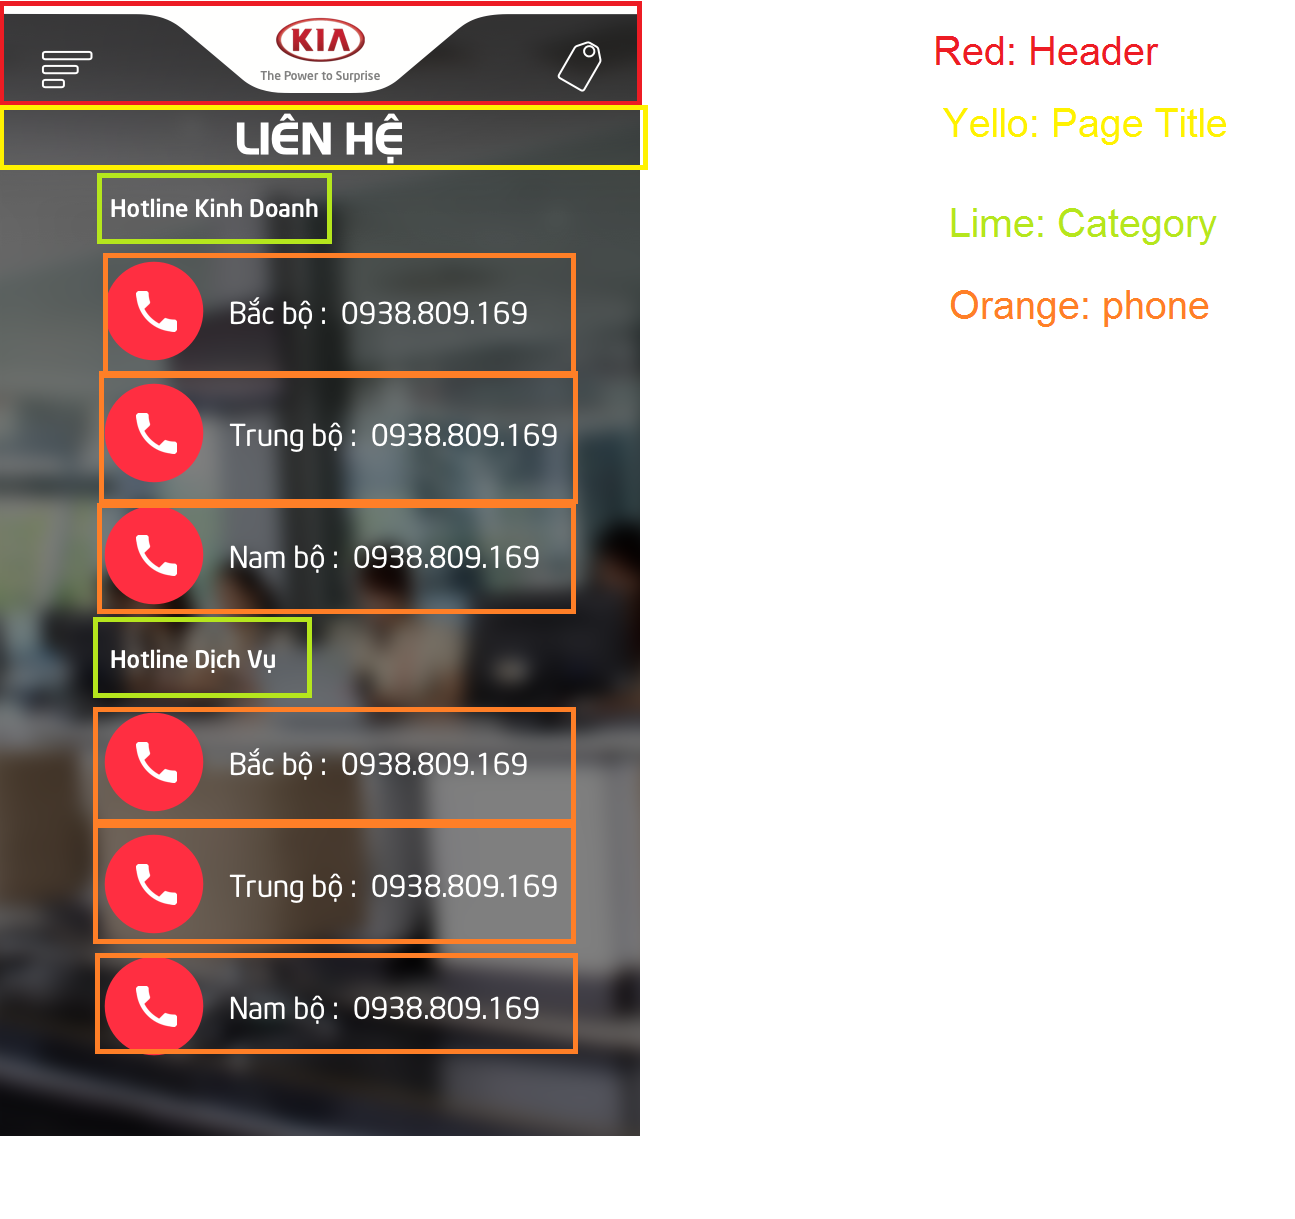 KIA
The Power to Surprise
LIÊN HỆ
Hotline Kinh Doanh
Bắc bộ : 0938.809.169
Trung bộ : 0938.809.169
Nam bộ : 0938.809.169
Hotline Dịch Vụ
Bắc bộ : 0938.809.169
Trung bộ : 0938.809.169
Nam bộ : 0938.809.169
Red: Header
Yello: Page Title
Lime: Category
Orange: phone